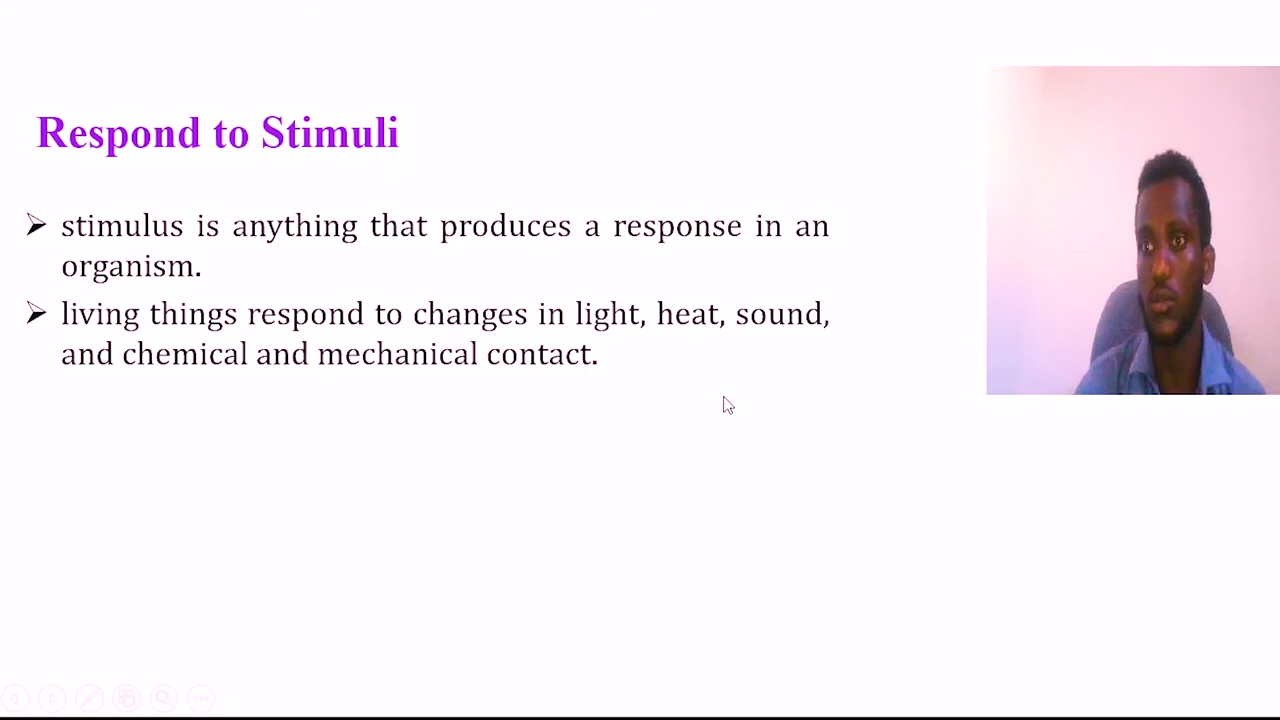 Respond to Stimuli
➢ stimulus is anything that produces a response in an
organism.
➢ living things respond to changes in light, heat, sound,
and chemical and mechanical contact.